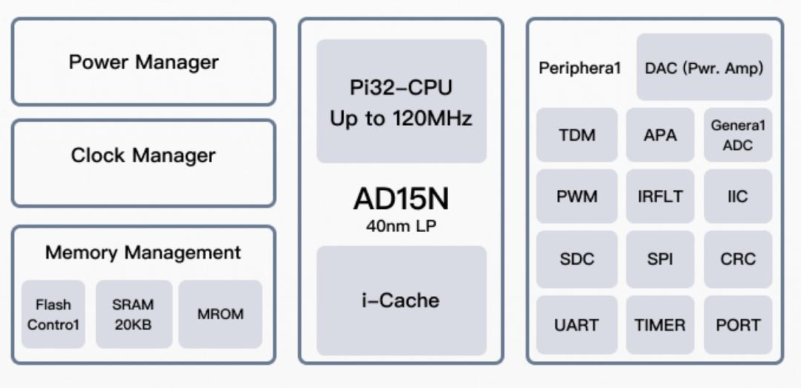 Power Manager
Clock Manager
Memory Management
Flash
Contro1
SRAM
20KB
MROM
Pi32-CPU
Up to 120MHz
AD15N
40nm LP
i-Cache
Periphera1
DAC (Pwr. Amp)
TDM
APA
Genera1
ADC
PWM
IRFLT
IIC
SDC
SPI
CRC
UART
TIMER
PORT